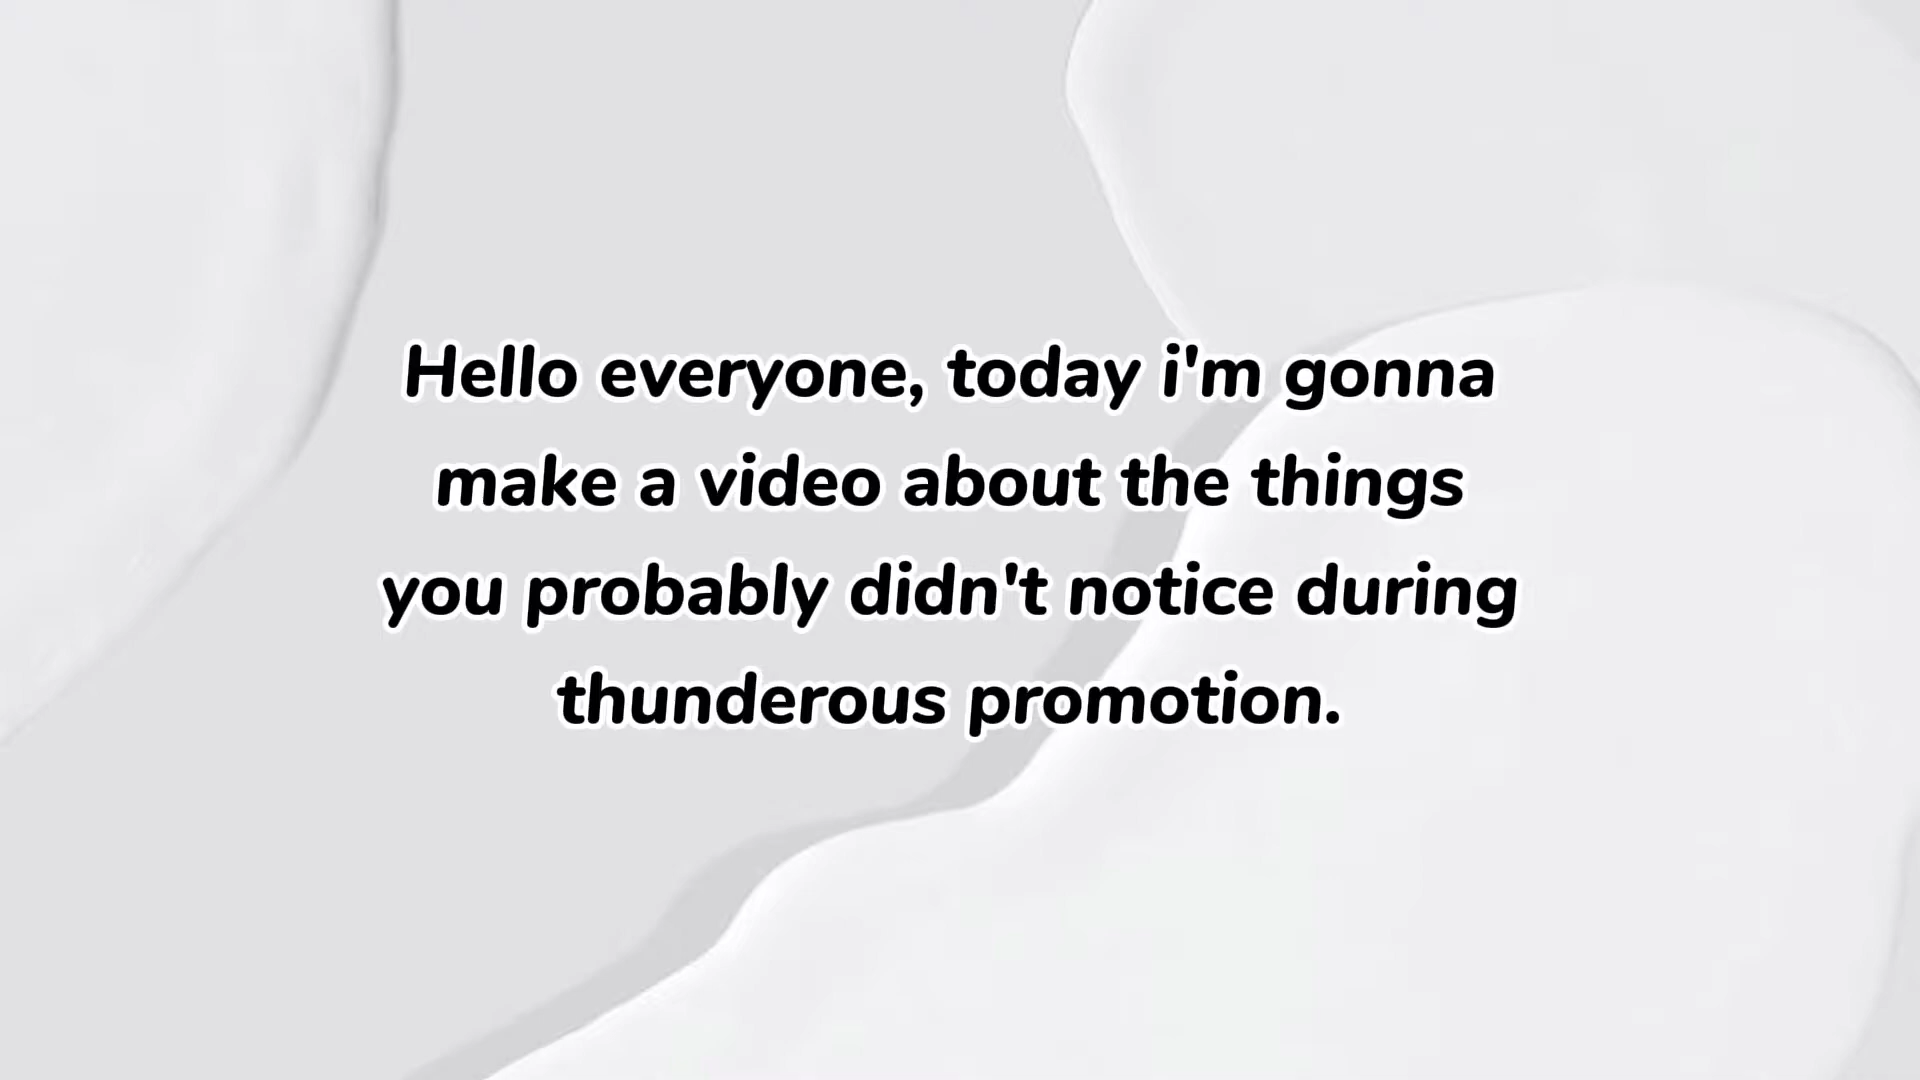 Hello everyone, today i'm gonna
make a video about the things
you probably didn't notice during
thunderous promotion.